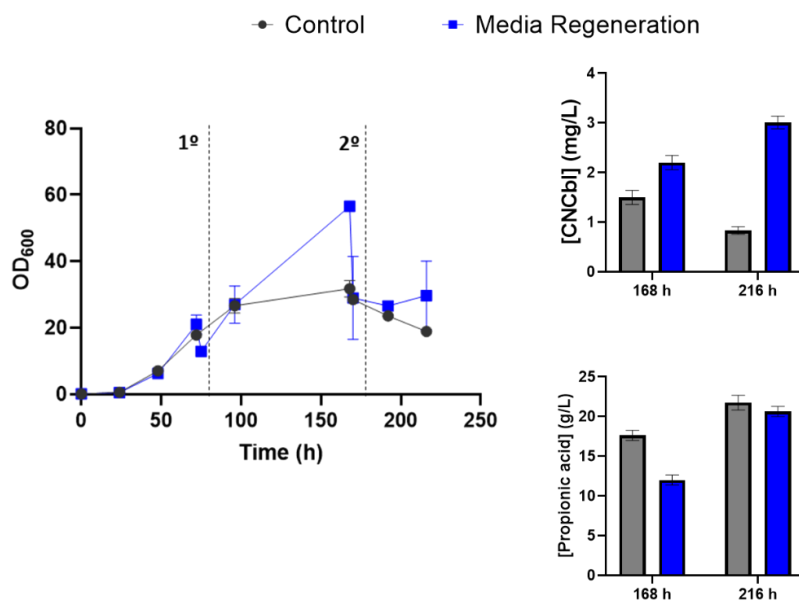 Control Media Regeneration
80
60
40
20
0
OD600
1º
2º
0 50 100 150 200 250
Time (h)
4
3
2
1
0
[CNCbl] (mg/L)
168 h 216 h
25
20
15
10
5
0
[Propionic acid] (g/L)
168 h 216 h